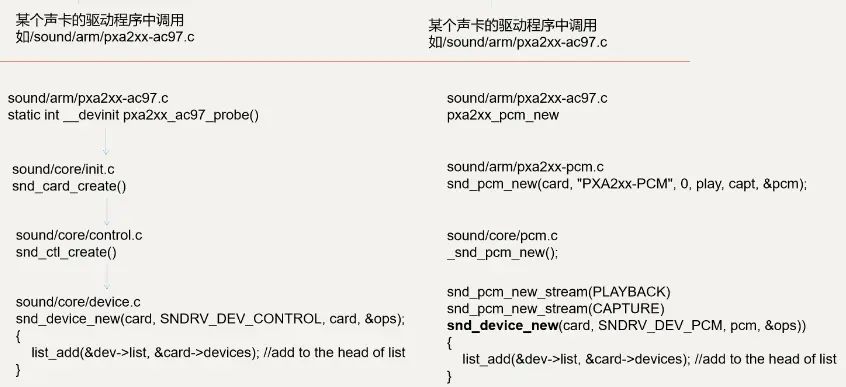 某个声卡的驱动程序中调用
如/sound/arm/pxa2xx-ac97.c
sound/arm/pxa2xx-ac97.c
static int __devinit pxa2xx_ac97_probe()
sound/core/init.c
snd_card_create()
sound/core/control.c
snd_ctl_create()
sound/core/device.c
snd_device_new(card, SNDRV_DEV_CONTROL, card, &ops);
{
list_add(&dev->list, &card->devices); //add to the head of list
}
某个声卡的驱动程序中调用
如/sound/arm/pxa2xx-ac97.c
sound/arm/pxa2xx-ac97.c
pxa2xx_pcm_new
sound/arm/pxa2xx-pcm.c
snd_pcm_new(card, "PXA2xx-PCM", 0, play, capt, &pcm);
sound/core/pcm.c
_snd_pcm_new();
snd_pcm_new_stream(PLAYBACK)
snd_pcm_new_stream(CAPTURE)
snd_device_new(card, SNDRV_DEV_PCM, pcm, &ops))
{
list_add(&dev->list, &card->devices); //add to the head of list
}